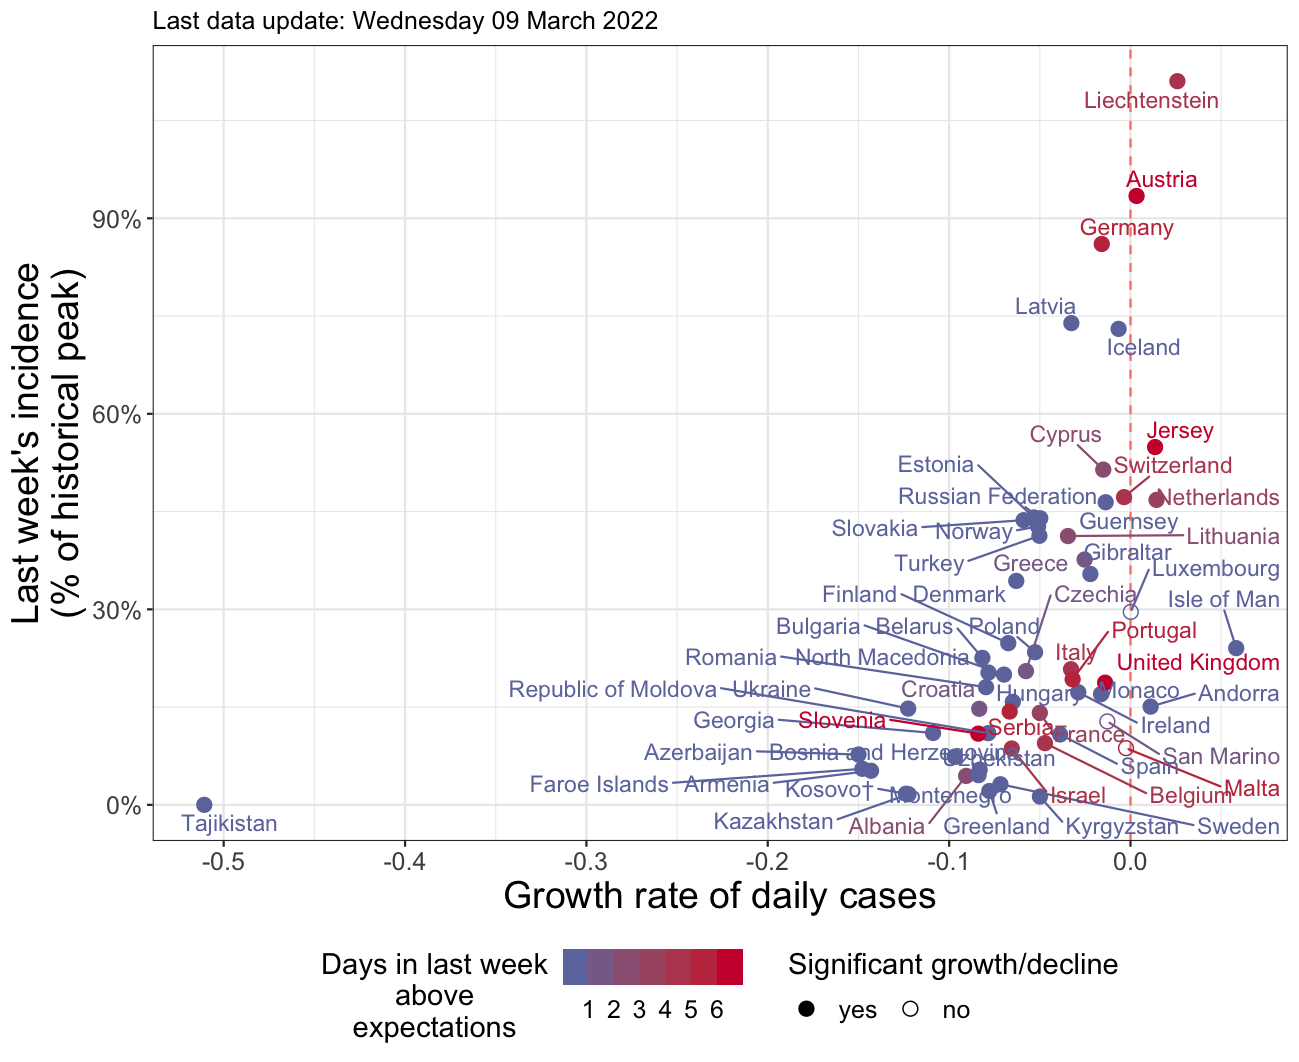 Last data update: Wednesday 09 March 2022
Last week's incidence
(% of historical peak)
90%
60%
30%
0%
Liechtenstein
Austria
Germany
Latvia
Iceland
Jersey
Cyprus
Estonia
Switzerland
Russian Federation
Netherlands
Slovakia
Norway
Guernsey
Lithuania
Turkey
Greece
Gibraltar
Luxembourg
Finland
Denmark
Czechia
Isle of Man
Bulgaria
Belarus
Poland
Portugal
Romania
North Macedonia
Italy
United Kingdom
Republic of Moldova
Ukraine
Croatia
Hungary
Monaco
Andorra
Georgia
Slovenia
Serbia
France
Ireland
Azerbaijan
Bosnia and Herzegovina
Uzbekistan
San Marino
Spain
Faroe Islands
Armenia
Kosovo†
Montenegro
Israel
Belgium
Malta
Kazakhstan
Albania
Greenland
Kyrgyzstan
Sweden
Tajikistan
-0.5
-0.4
-0.3
-0.2
-0.1
0.0
Growth rate of daily cases
Days in last week
above
expectations
1 2 3 4 5 6
Significant growth/decline
yes
no